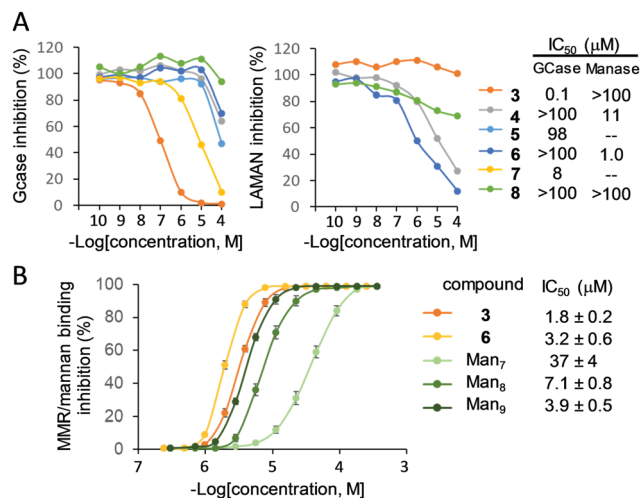 A
Gcase inhibition (%)
120
100
80
60
40
20
0
10 9 8 7 6 5 4
-Log[concentration, M]
LAMAN inhibition (%)
120
100
80
60
40
20
0
10 9 8 7 6 5 4
-Log[concentration, M]
IC50 (μM)
GCase Manase
3 0.1 >100
4 >100 11
5 98 --
6 >100 1.0
7 8 --
8 >100 >100
B
MMR/mannan binding
inhibition (%)
100
80
60
40
20
0
7 6 5 4 3
-Log[concentration, M]
compound IC50 (μM)
3 1.8 ± 0.2
6 3.2 ± 0.6
Man7 37 ± 4
Man8 7.1 ± 0.8
Man9 3.9 ± 0.5